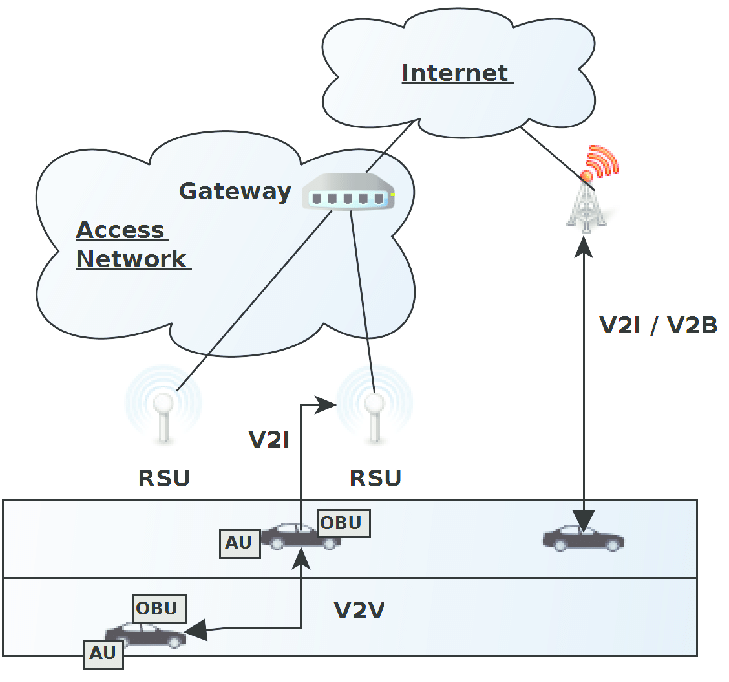 Internet
Gateway
Access
Network
V2I / V2B
V2I
RSU
RSU
OBU
AU
OBU
V2V
AU